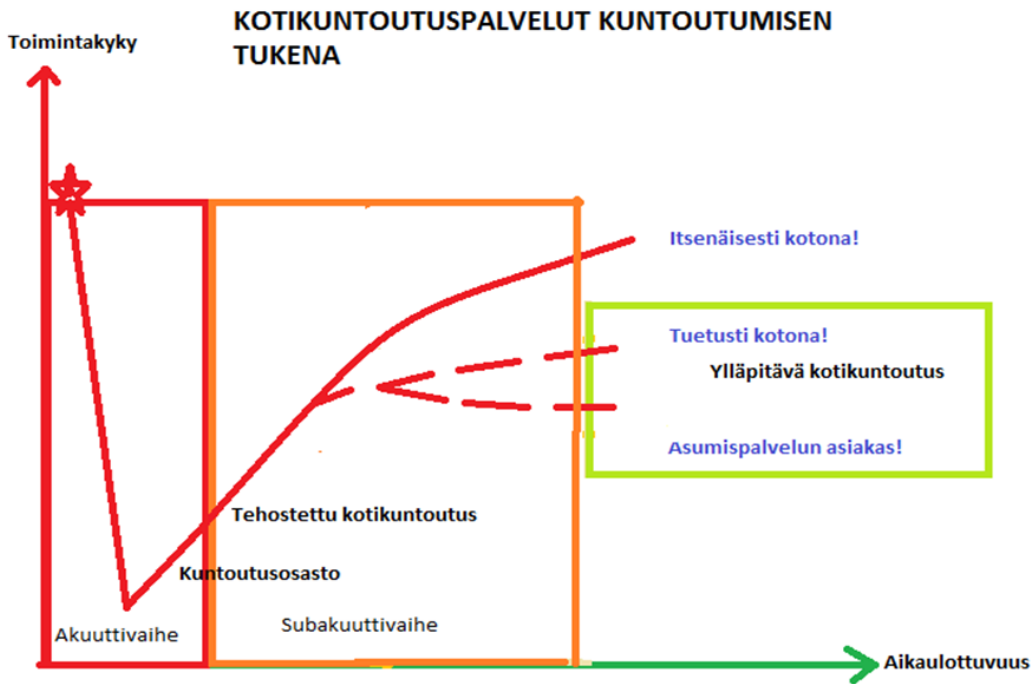 KOTIKUNTOUTUSPALVELUT KUNTOUTUMISEN
TUKENA
Toimintakyky
Itsenäisesti kotona!
Tuetusti kotona!
Ylläpitävä kotikuntoutus
Asumispalvelun asiakas!
Tehostettu kotikuntoutus
Kuntoutusosasto
Akuuttivaihe
Subakuuttivaihe
Aikaulottuvuus